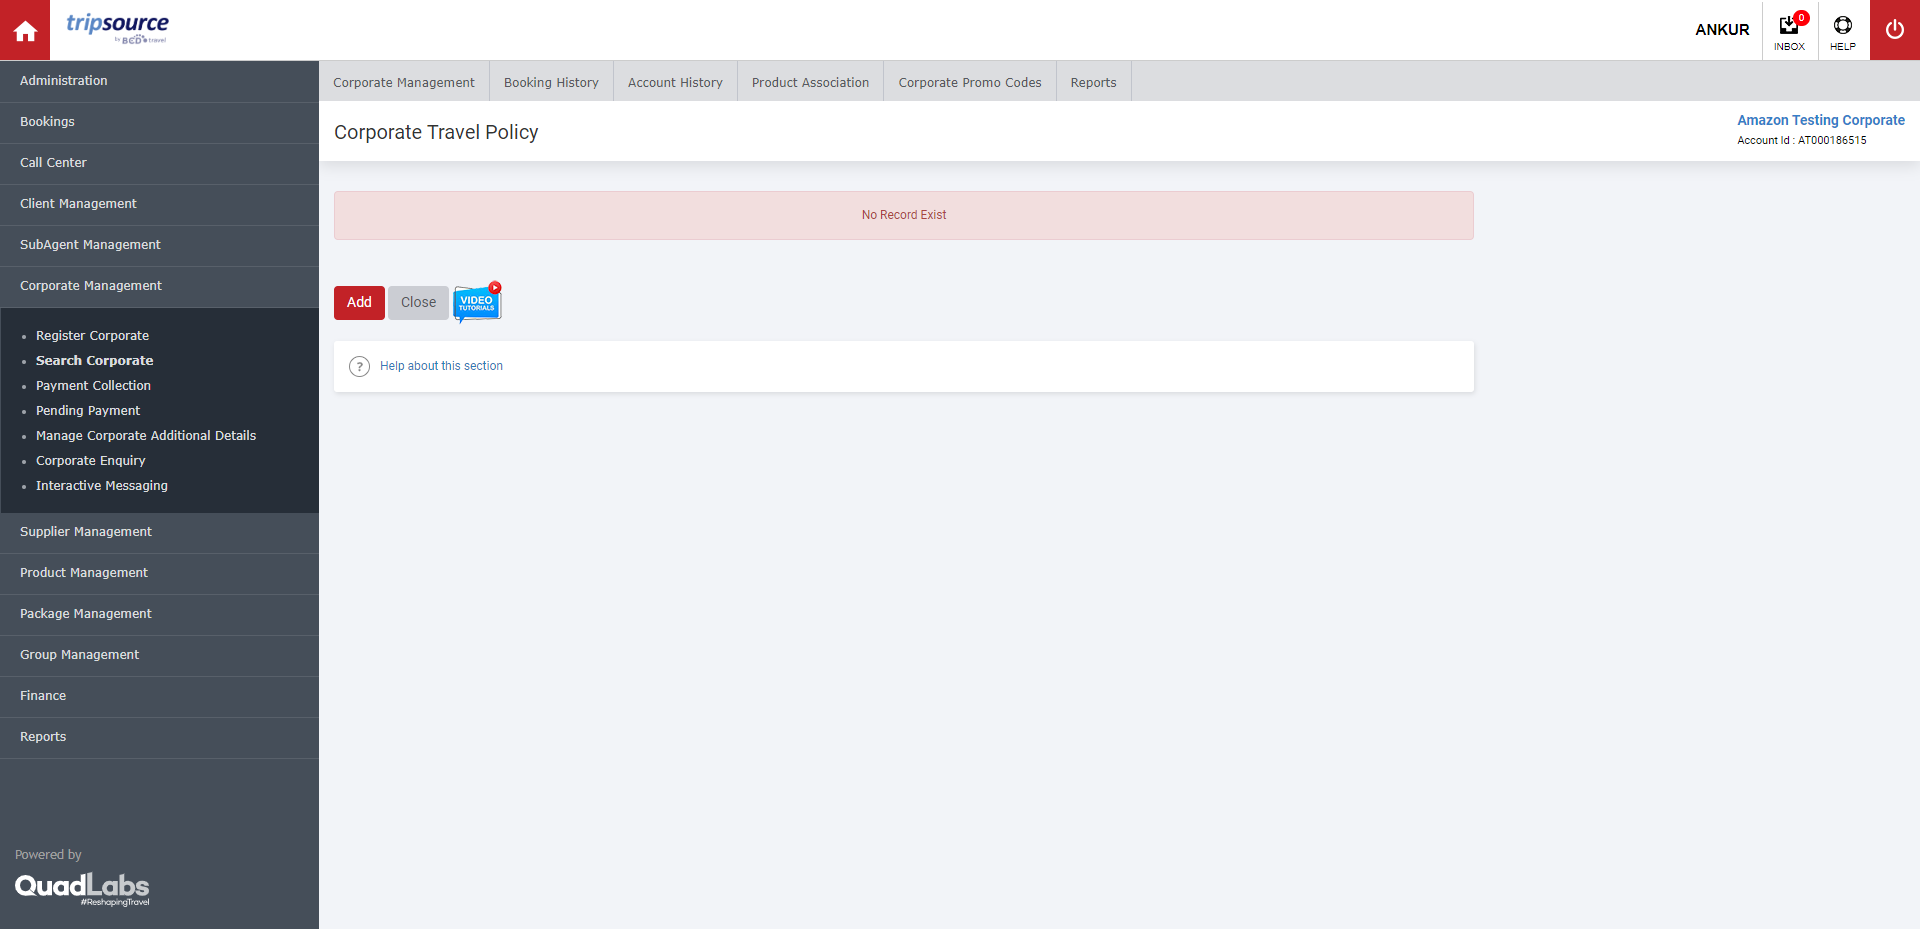 tripsource
by BCD travel
ANKUR
0
INBOX
HELP
Administration
Bookings
Call Center
Client Management
SubAgent Management
Corporate Management
Register Corporate
Search Corporate
Payment Collection
Pending Payment
Manage Corporate Additional Details
Corporate Enquiry
Interactive Messaging
Supplier Management
Product Management
Package Management
Group Management
Finance
Reports
Powered by
QuadLabs
#ReshapingTravel
Corporate Management
Booking History
Account History
Product Association
Corporate Promo Codes
Reports
Corporate Travel Policy
Amazon Testing Corporate
Account Id : AT000186515
No Record Exist
Add
Close
VIDEO
TUTORIALS
?
Help about this section